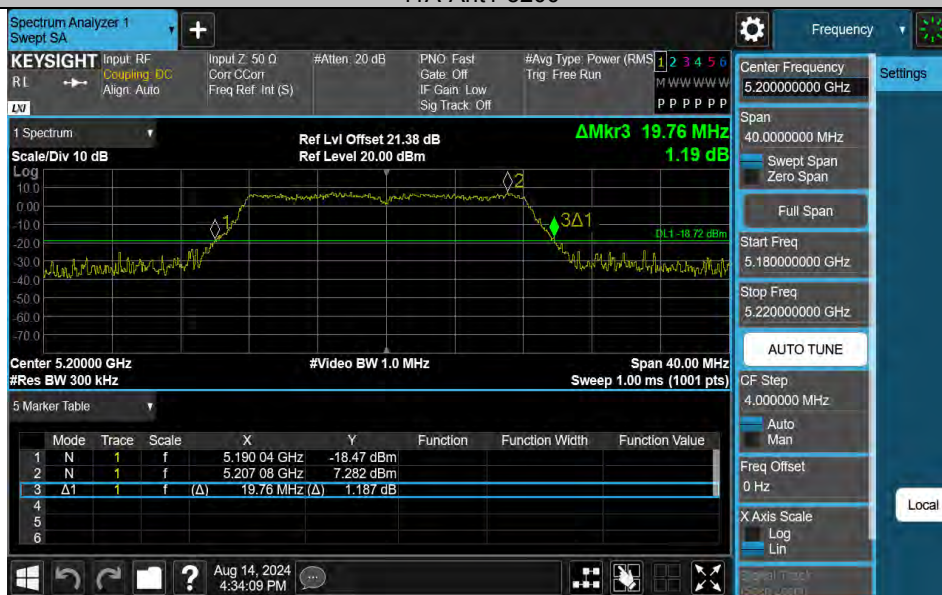 Spectrum Analyzer 1
Swept SA
+
Frequency
KEYSIGHT
RL
LXI
Input: RF
Coupling: DC
Align: Auto
Input Z: 50 Ω
Corr CCorr
Freq Ref: Int (S)
#Atten: 20 dB
PNO: Fast
Gate: Off
IF Gain: Low
Sig Track: Off
#Avg Type: Power (RMS
Trig: Free Run
1 2 3 4 5 6
M W W W W W
P P P P P P
1 Spectrum
Scale/Div 10 dB
Ref Lvl Offset 21.38 dB
Ref Level 20.00 dBm
ΔMkr3 19.76 MHz
1.19 dB
Log
10.0
0.00
-10.0
-20.0
-30.0
-40.0
-50.0
-60.0
-70.0
1
2
3Δ1
DL1 -18.72 dBm
Center 5.20000 GHz
#Res BW 300 kHz
#Video BW 1.0 MHz
Span 40.00 MHz
Sweep 1.00 ms (1001 pts)
5 Marker Table
Mode Trace Scale X Y Function Function Width Function Value
1 N 1 f 5.190 04 GHz -18.47 dBm
2 N 1 f 5.207 08 GHz 7.282 dBm
3 Δ1 1 f (Δ) 19.76 MHz (Δ) 1.187 dB
4
5
6
Aug 14, 2024
4:34:09 PM
?
Center Frequency
5.200000000 GHz
Settings
Span
40.0000000 MHz
Swept Span
Zero Span
Full Span
Start Freq
5.180000000 GHz
Stop Freq
5.220000000 GHz
AUTO TUNE
CF Step
4.000000 MHz
Auto
Man
Freq Offset
0 Hz
X Axis Scale
Log
Lin
Local
Signal Track